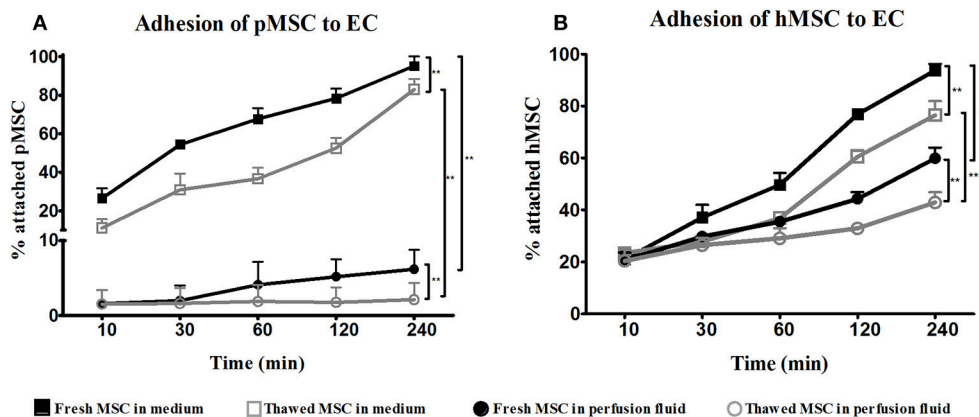 A
Adhesion of pMSC to EC
% attached pMSC
100
80
60
40
20
10
0
**
**
**
**
10 30 60 120 240
Time (min)
B
Adhesion of hMSC to EC
% attached hMSC
100
80
60
40
20
0
**
**
**
10 30 60 120 240
Time (min)
Fresh MSC in medium
Thawed MSC in medium
Fresh MSC in perfusion fluid
Thawed MSC in perfusion fluid